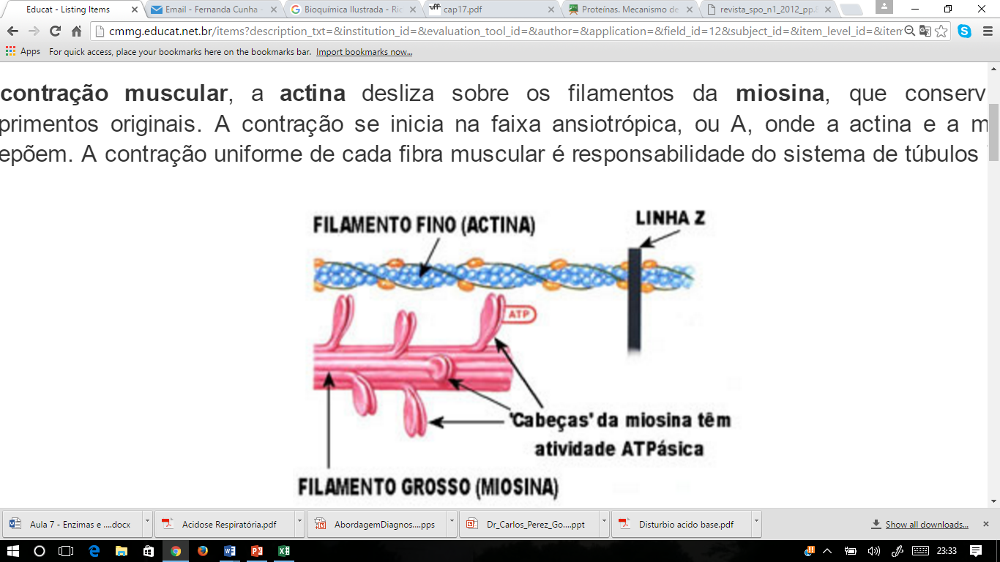 Educat - Listing Items
Email - Fernanda Cunha -
Bioquímica Ilustrada - Ric
uff cap17.pdf
Proteínas. Mecanismo de
revista_spo_n1_2012_pp.8
cmmg.educat.net.br/items?description_txt=&institution_id=&evaluation_tool_id=&author=&application=&field_id=12&subject_id=&item_level_id=&item
Apps For quick access, place your bookmarks here on the bookmarks bar. Import bookmarks now...
contração muscular, a actina desliza sobre os filamentos da miosina, que conserv
primentos originais. A contração se inicia na faixa ansiotrópica, ou A, onde a actina e a m
epõem. A contração uniforme de cada fibra muscular é responsabilidade do sistema de túbulos
FILAMENTO FINO (ACTINA)
LINHA Z
ATP
'Cabeças' da miosina têm
atividade ATPásica
FILAMENTO GROSSO (MIOSINA)
Aula 7 - Enzimas e ....docx
Acidose Respiratória.pdf
AbordagemDiagnos....pps
Dr_Carlos_Perez_Go....ppt
Disturbio acido base.pdf
Show all downloads...
23:33